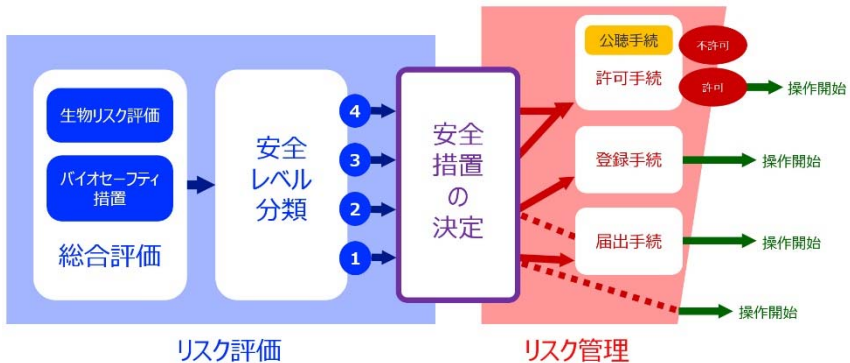 生物リスク評価
バイオセーフティ
措置
総合評価
安全
レベル
分類
4
3
2
1
安全
措置
の
決定
公聴手続
不許可
許可手続
許可
操作開始
登録手続
操作開始
届出手続
操作開始
操作開始
リスク評価
リスク管理